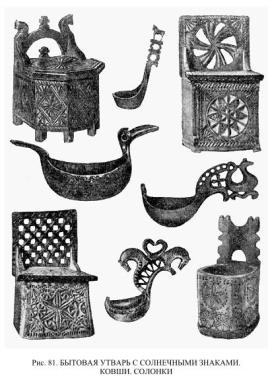 Рис. 81. БЫТОВАЯ УТВАРЬ С СОЛНЕЧНЫМИ ЗНАКАМИ.
КОВШИ. СОЛОНКИ